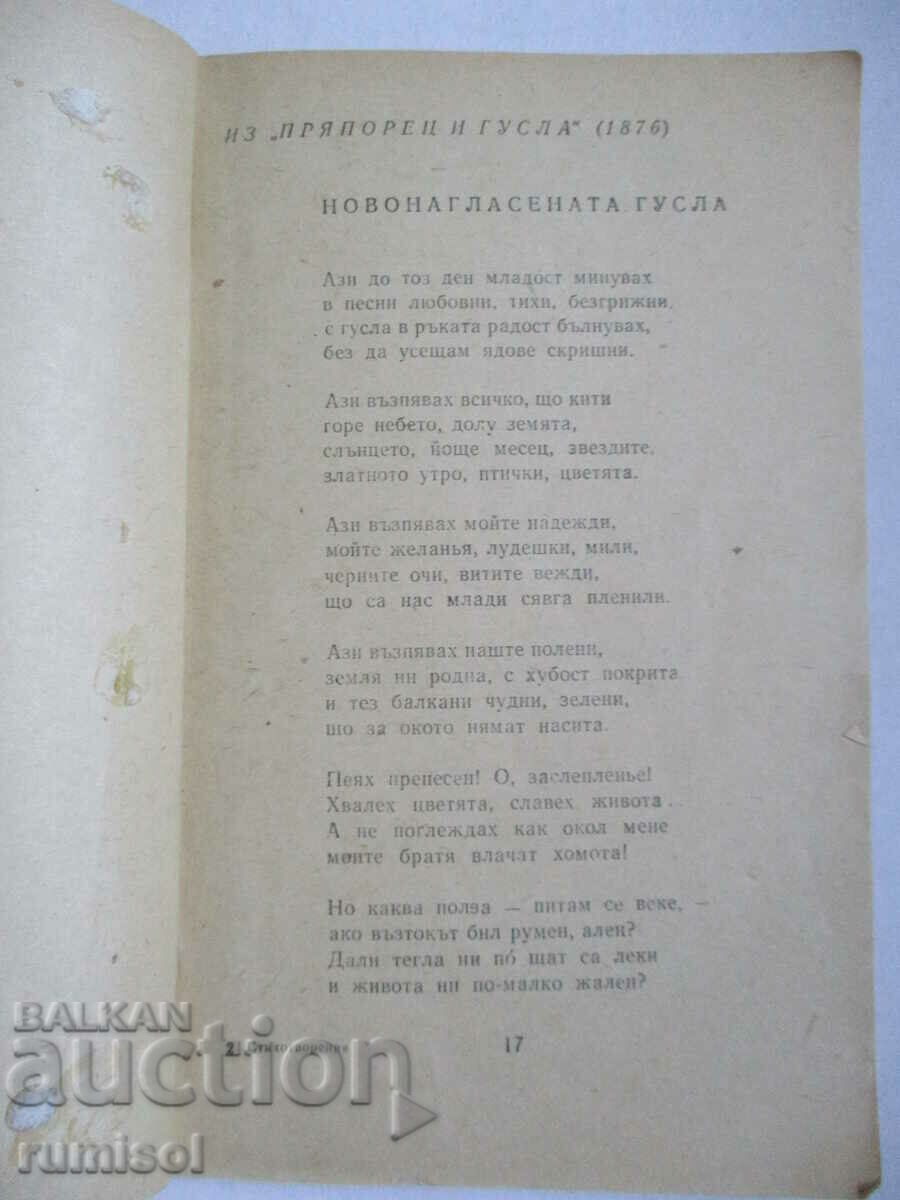 ИЗ „ПРЯПОРЕЦ И ГУСЛА“ (1876)
НОВОНАГЛАСЕНАТА ГУСЛА
Ази до тоз ден младост минувах
в песни любовни, тихи, безгрижни,
с гусла в ръката радост бълнувах,
без да усещам ядове скришни.
Ази възпявах всичко, що кити
горе небето, долу земята,
слънцето, йоще месец, звездите,
златното утро, птички, цветята.
Ази възпявах мойте надежди,
мойте желанья, лудешки, мили,
черните очи, витите вежди,
що са нас млади сявга пленили.
Ази възпявах наште полени,
земля ни родна, с хубост покрита
и тез балкани чудни, зелени,
що за окото нямат насита.
Пеях пренесен! О, заслепленье!
Хвалех цветята, славех живота.
А не поглеждах как окол мене
моите братя влачат хомота!
Но каква полза — питам се веке, —
ако възтокът бил румен, ален?
Дали тегла ни по́ щат са леки
и живота ни по-малко жален?
2 Стихотворения
17
BALKAN
auction
rumisol